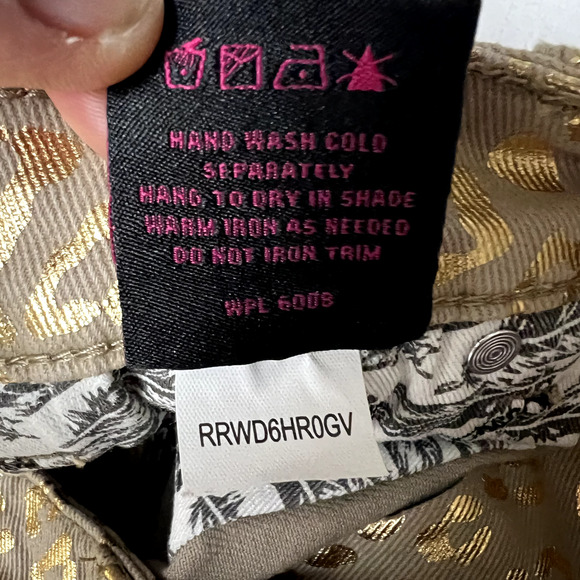 HAND WASH COLD
SEPARATELY
HANG TO DRY IN SHADE
WARM IRON AS NEEDED
DO NOT IRON TRIM
WPL 6008
RRWD6HR0GV